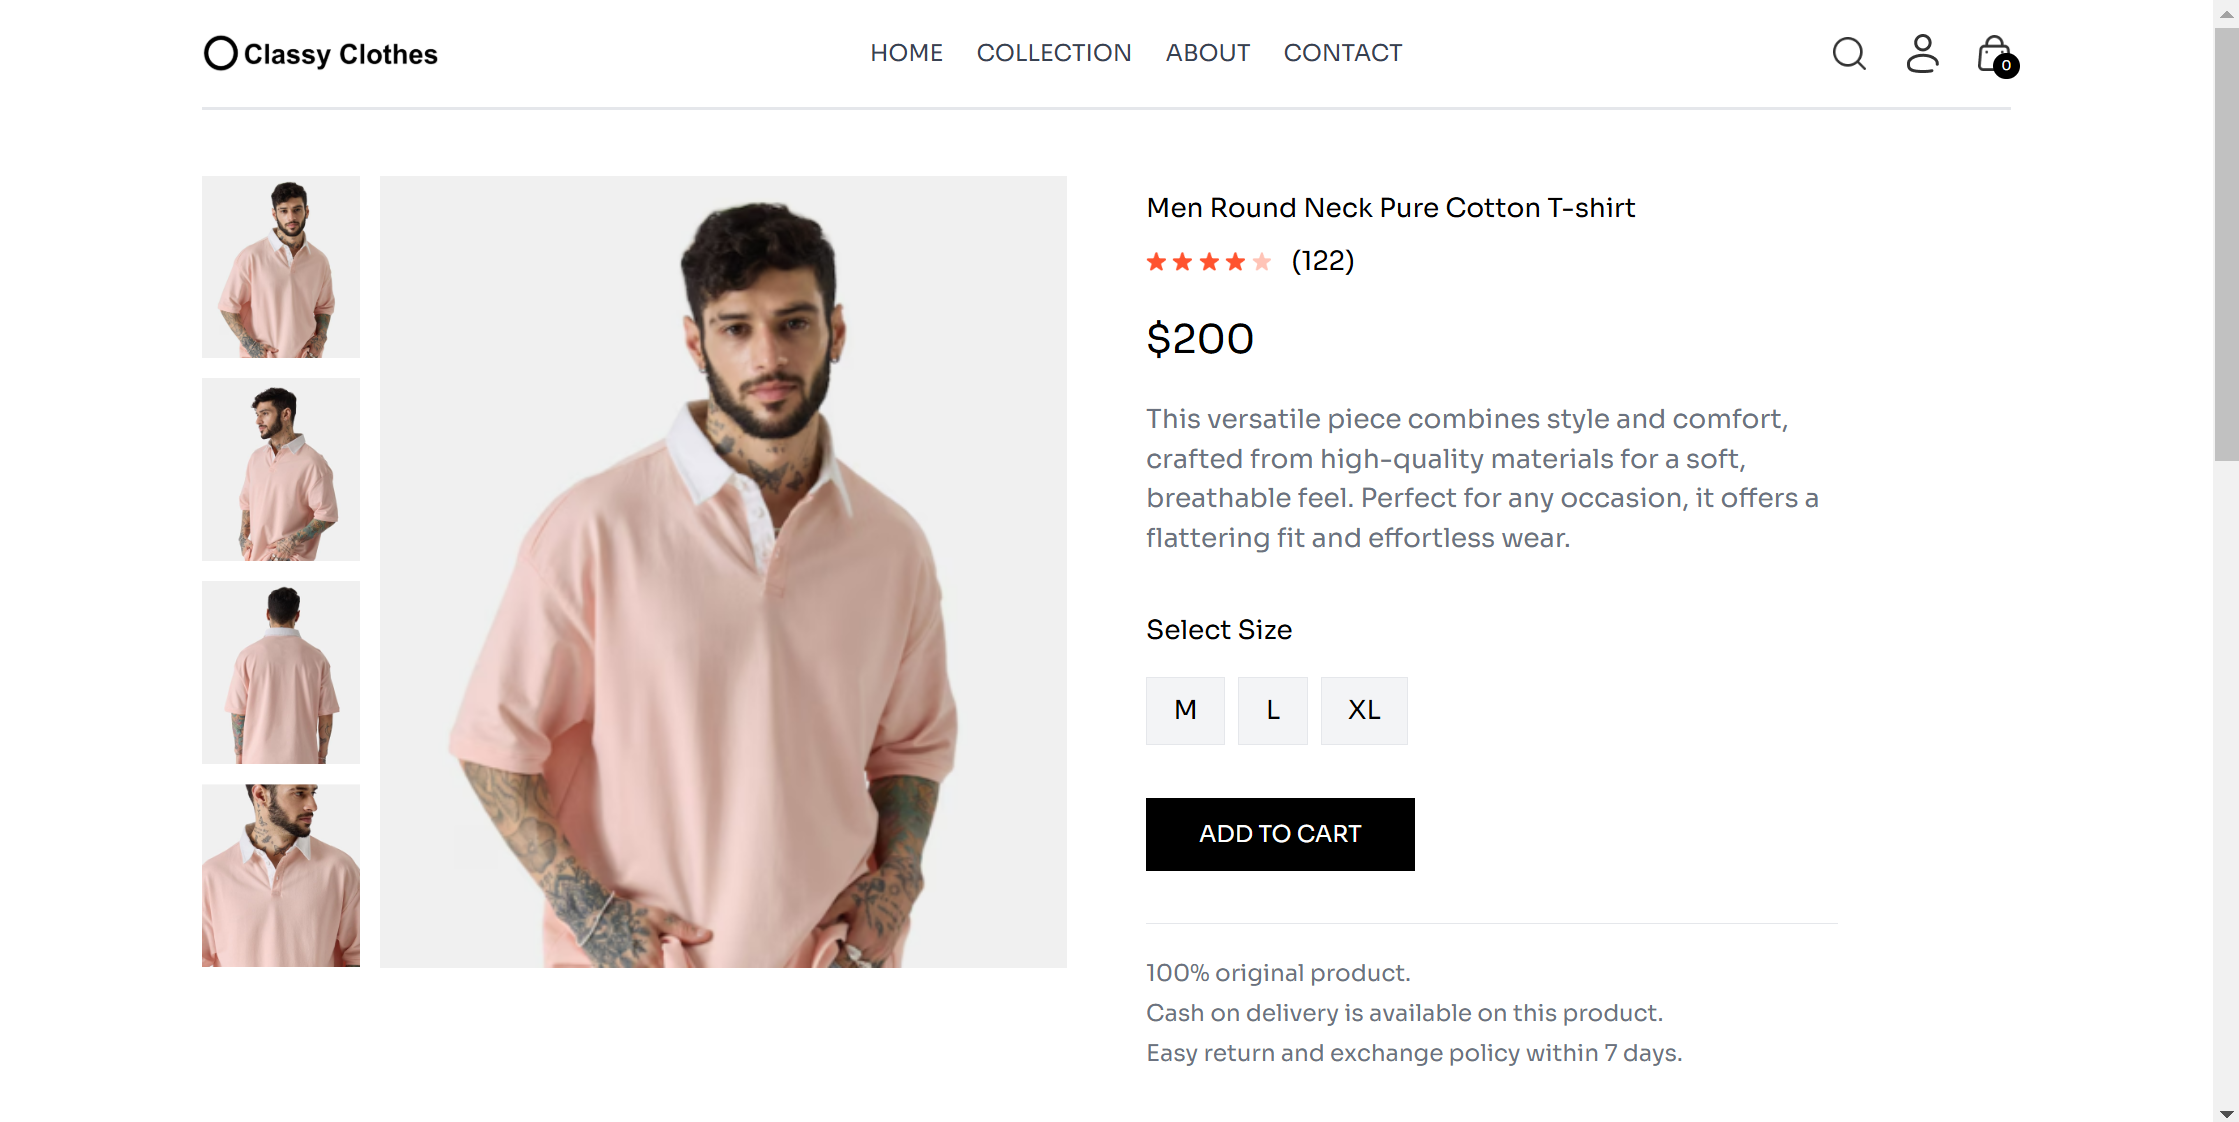 Classy Clothes
HOME COLLECTION ABOUT CONTACT
0
Men Round Neck Pure Cotton T-shirt
(122)
$200
This versatile piece combines style and comfort,
crafted from high-quality materials for a soft,
breathable feel. Perfect for any occasion, it offers a
flattering fit and effortless wear.
Select Size
M L XL
ADD TO CART
100% original product.
Cash on delivery is available on this product.
Easy return and exchange policy within 7 days.